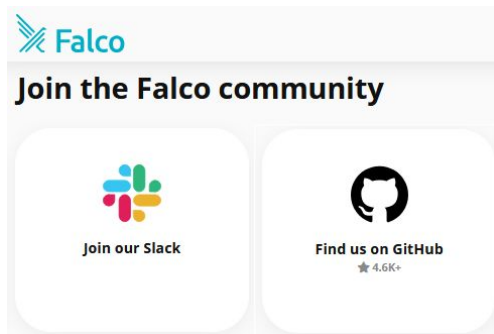 Falco
Join the Falco community
Join our Slack
Find us on GitHub
4.6K+